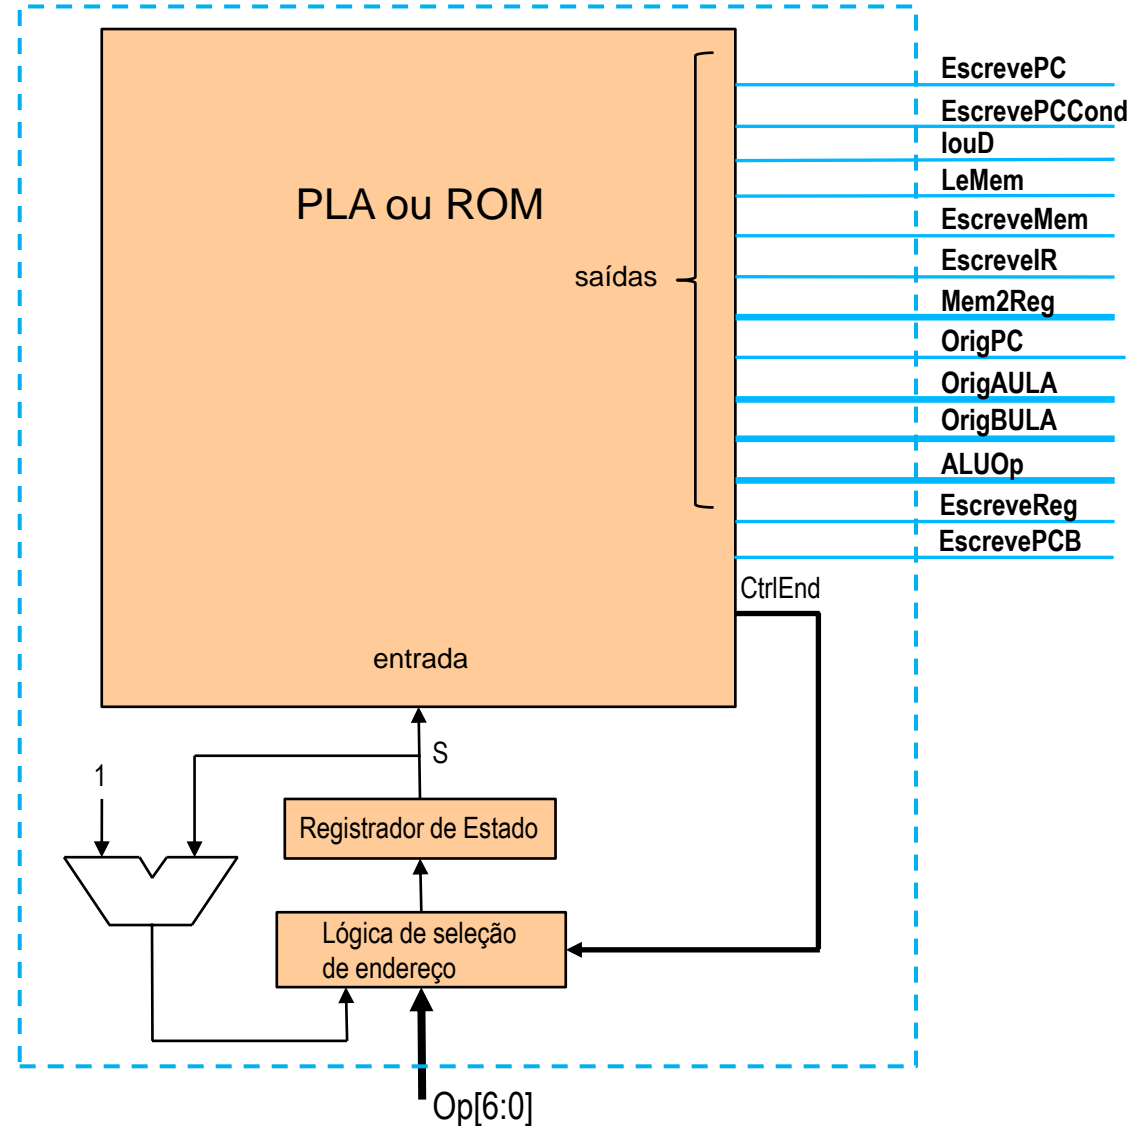 EscrevePC
EscrevePCCond
IouD
LeMem
PLA ou ROM
EscreveMem
EscreveIR
saídas
Mem2Reg
OrigPC
OrigAULA
OrigBULA
ALUOp
EscreveReg
EscrevePCB
CtrlEnd
entrada
S
1
Registrador de Estado
Lógica de seleção
de endereço
Op[6:0]